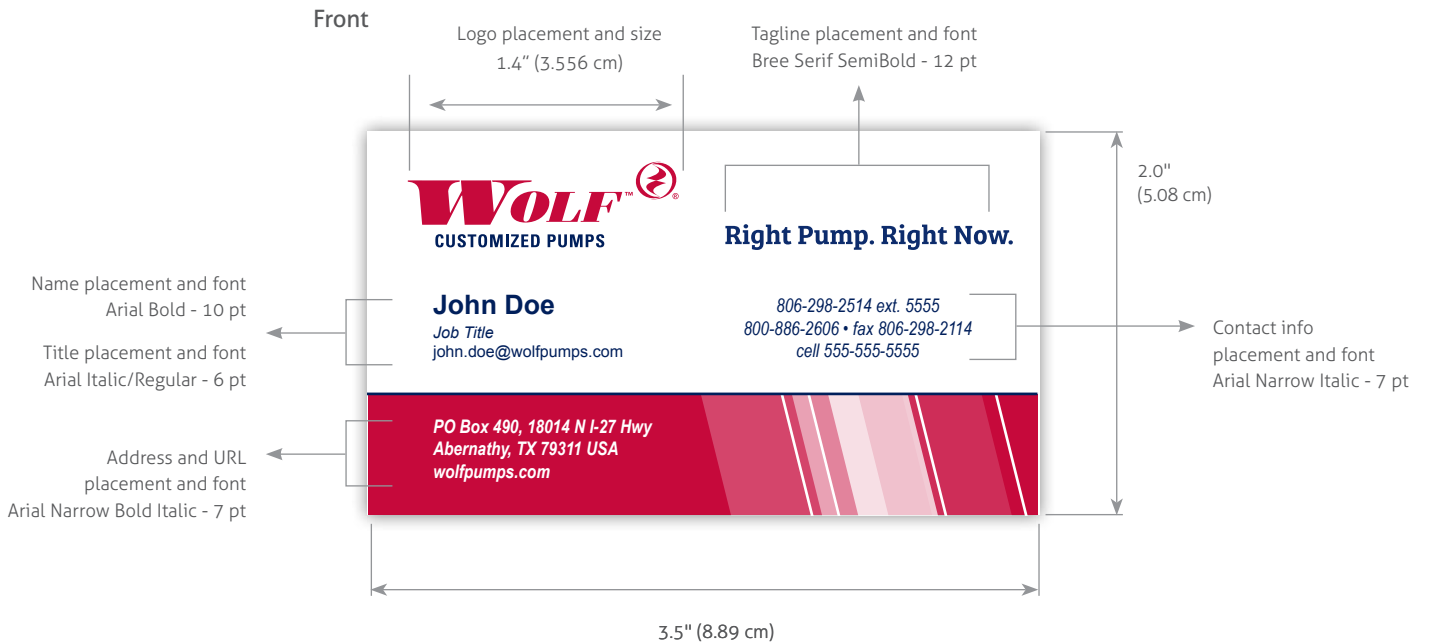 Front
Logo placement and size
1.4” (3.556 cm)
Tagline placement and font
Bree Serif SemiBold - 12 pt
2.0"
(5.08 cm)
WOLF™ ®
CUSTOMIZED PUMPS
Right Pump. Right Now.
Name placement and font
Arial Bold - 10 pt
Title placement and font
Arial Italic/Regular - 6 pt
John Doe
Job Title
john.doe@wolfpumps.com
806-298-2514 ext. 5555
800-886-2606 • fax 806-298-2114
cell 555-555-5555
Contact info
placement and font
Arial Narrow Italic - 7 pt
Address and URL
placement and font
Arial Narrow Bold Italic - 7 pt
PO Box 490, 18014 N I-27 Hwy
Abernathy, TX 79311 USA
wolfpumps.com
3.5" (8.89 cm)